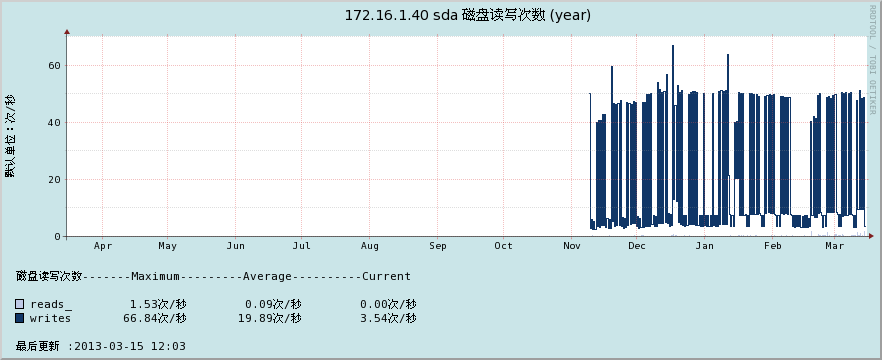 172.16.1.40 sda 磁盘读写次数 (year)
RRDTOOL / TOBI OETIKER
默认单位：次/秒
60
40
20
0
Apr May Jun Jul Aug Sep Oct Nov Dec Jan Feb Mar
磁盘读写次数-------Maximum---------Average----------Current
reads_ 1.53次/秒 0.09次/秒 0.00次/秒
writes 66.84次/秒 19.89次/秒 3.54次/秒
最后更新 :2013-03-15 12:03